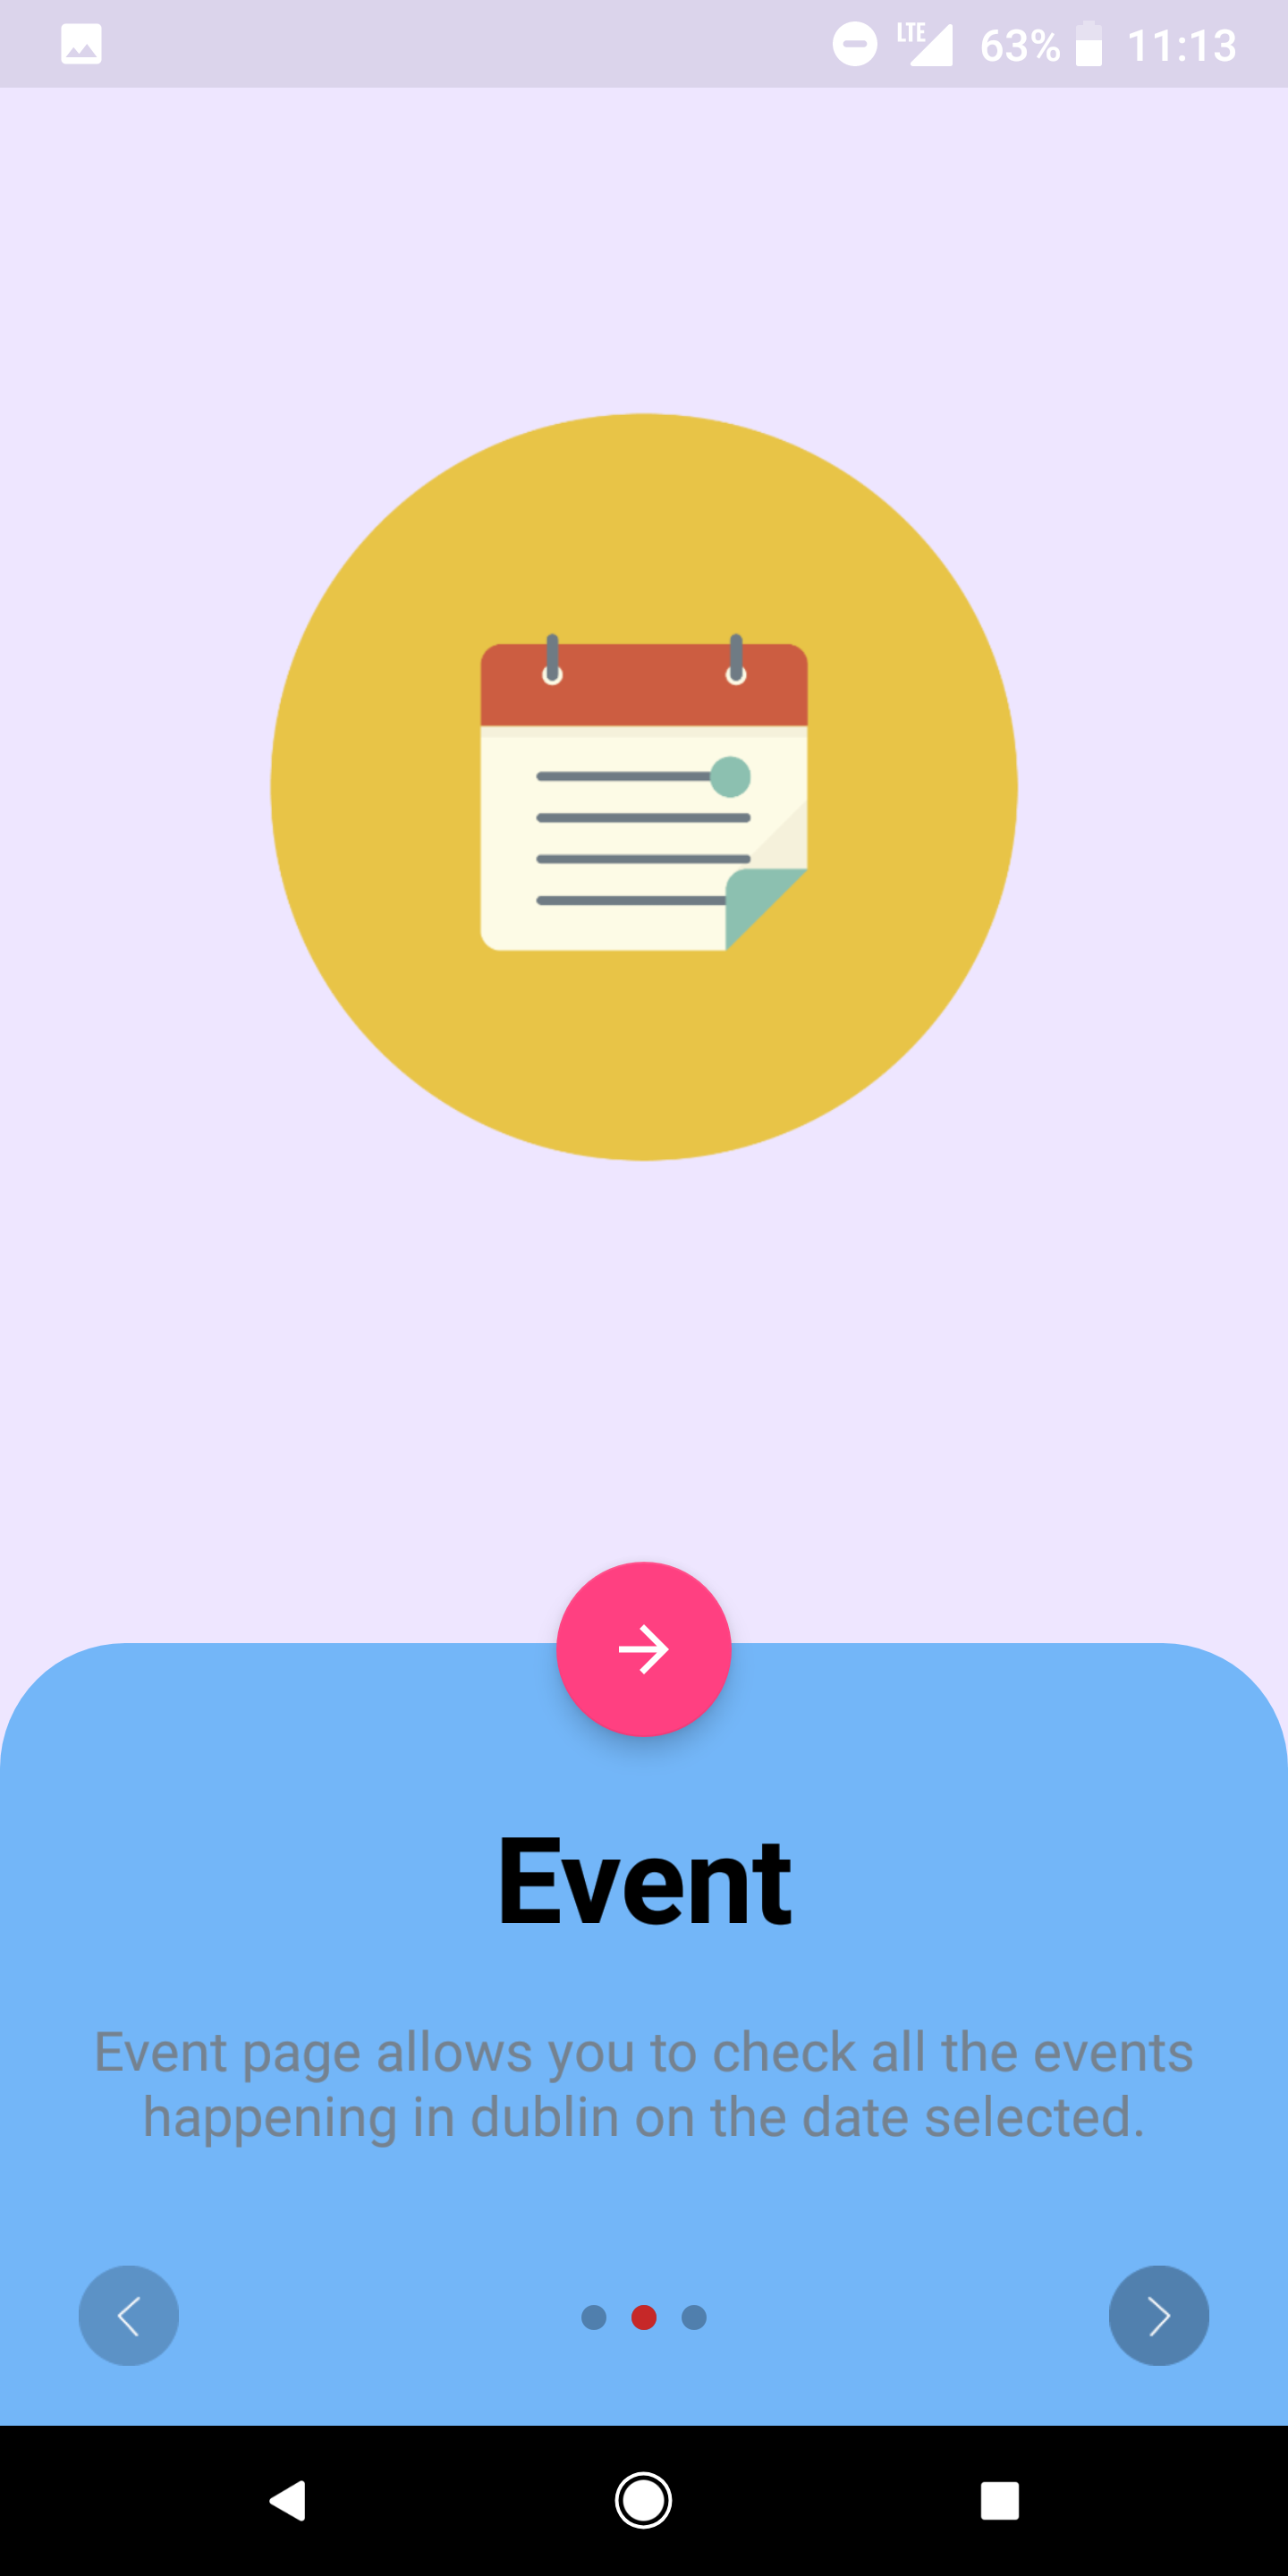 LTE 63% 11:13
Event
Event page allows you to check all the events
happening in dublin on the date selected.